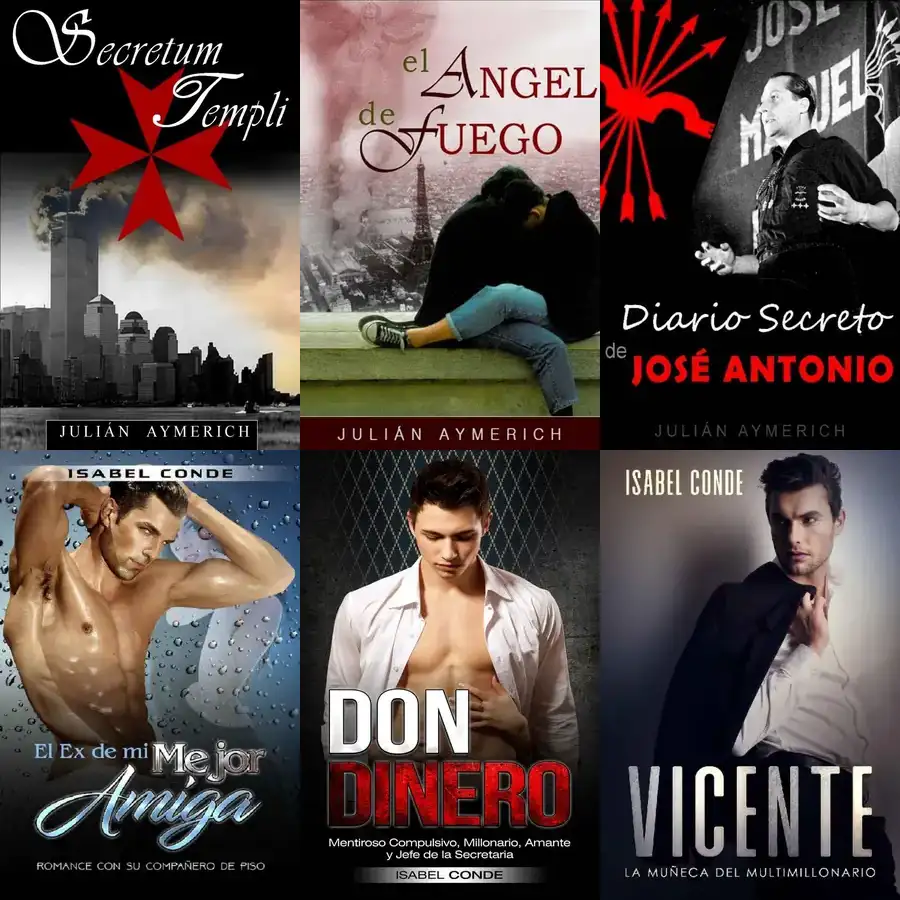 Secretum
Templi
JULIÁN AYMERICH
el ANGEL
de FUEGO
JULIÁN AYMERICH
JOSÉ
MANUEL
Diario Secreto
de JOSÉ ANTONIO
JULIÁN AYMERICH
ISABEL CONDE
El Ex de mi Mejor
Amiga
ROMANCE CON SU COMPAÑERO DE PISO
DON
DINERO
Mentiroso Compulsivo, Millonario, Amante
y Jefe de la Secretaria
ISABEL CONDE
ISABEL CONDE
VICENTE
LA MUÑECA DEL MULTIMILLONARIO